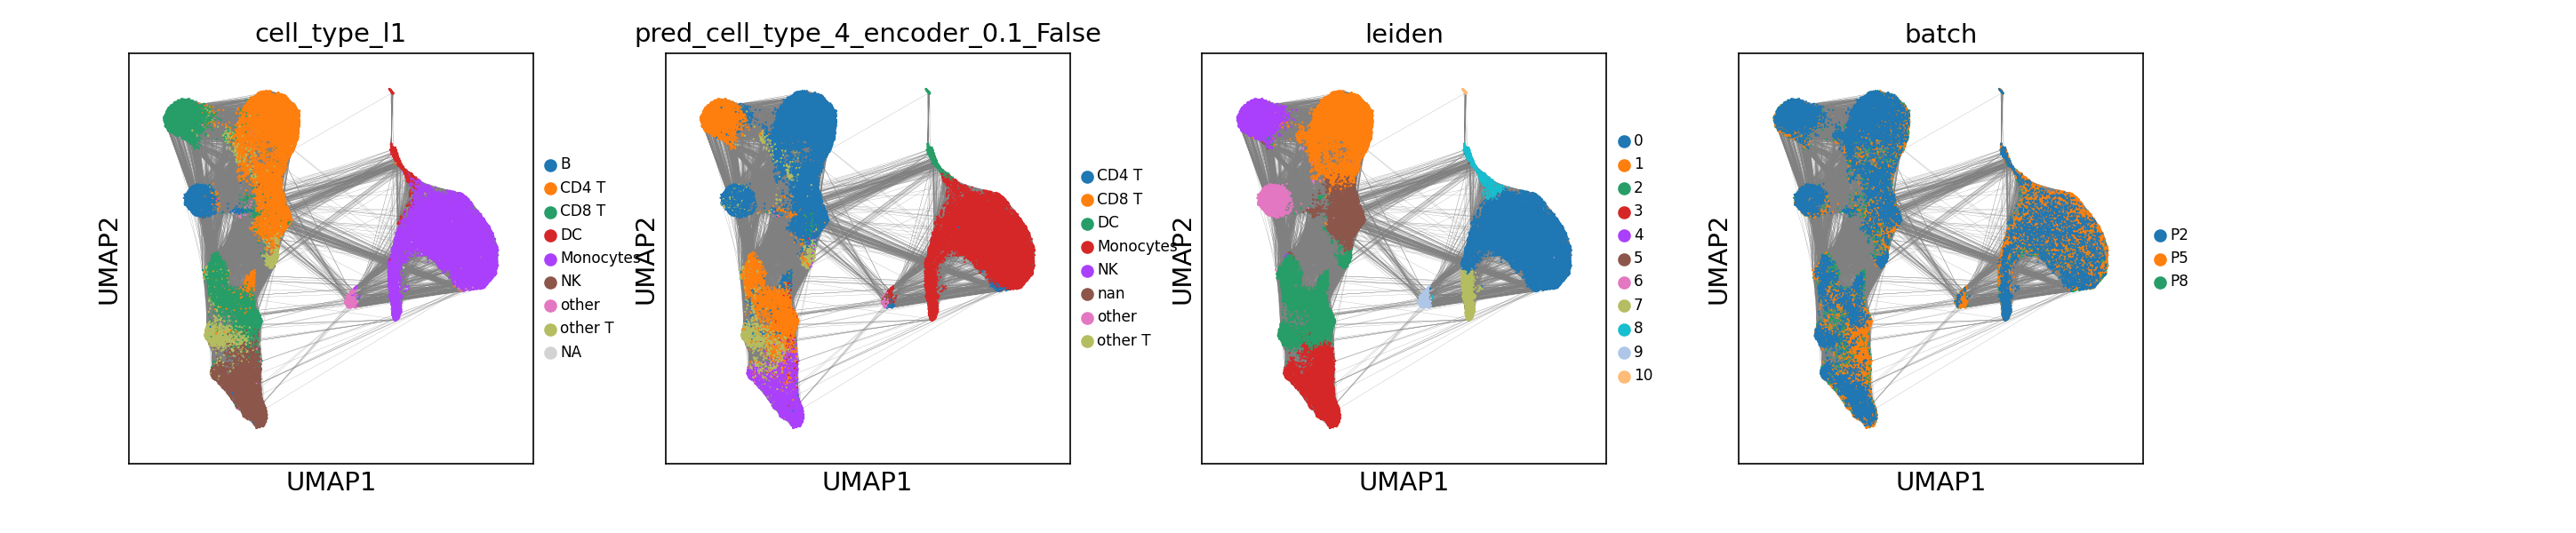 cell_type_l1
UMAP2
UMAP1
B
CD4 T
CD8 T
DC
Monocytes
NK
other
other T
NA
pred_cell_type_4_encoder_0.1_False
UMAP2
UMAP1
CD4 T
CD8 T
DC
Monocytes
NK
nan
other
other T
leiden
UMAP2
UMAP1
0
1
2
3
4
5
6
7
8
9
10
batch
UMAP2
UMAP1
P2
P5
P8